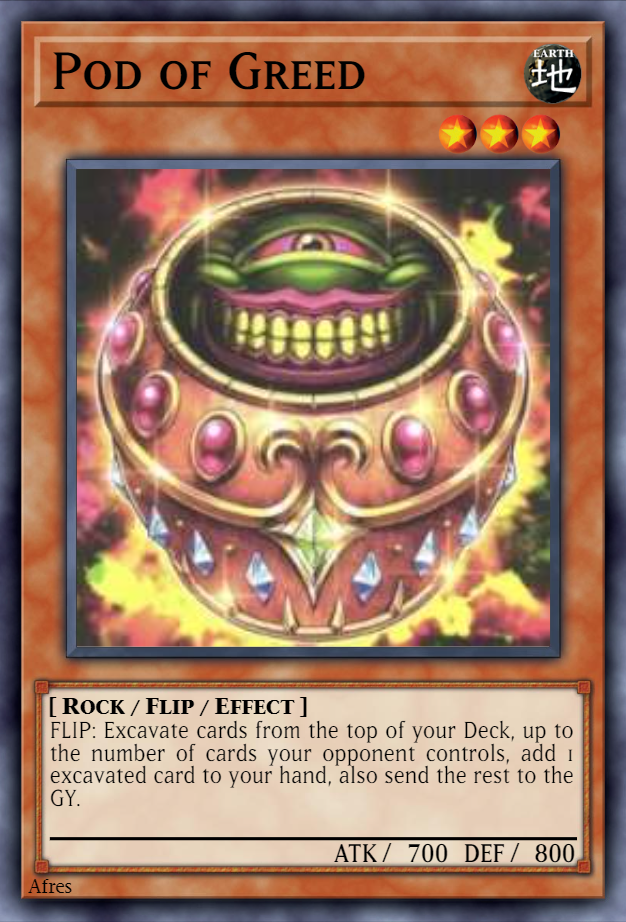 Pod of Greed
EARTH
地
[ Rock / Flip / Effect ]
FLIP: Excavate cards from the top of your Deck, up to
the number of cards your opponent controls, add 1
excavated card to your hand, also send the rest to the
GY.
ATK / 700 DEF / 800
Afres